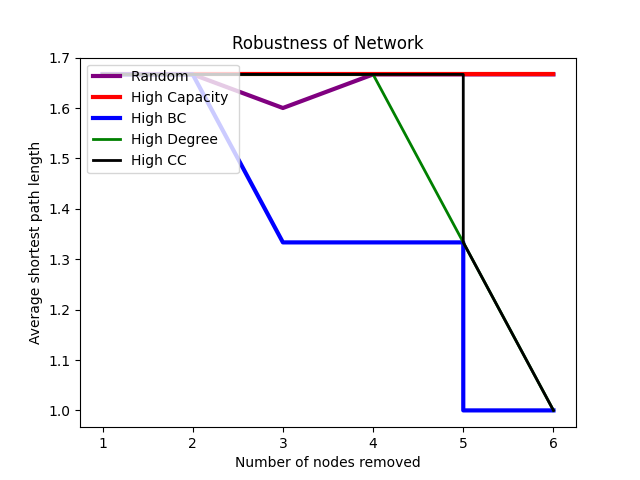 Robustness of Network
Average shortest path length
1.7
1.6
1.5
1.4
1.3
1.2
1.1
1.0
Random
High Capacity
High BC
High Degree
High CC
1 2 3 4 5 6
Number of nodes removed